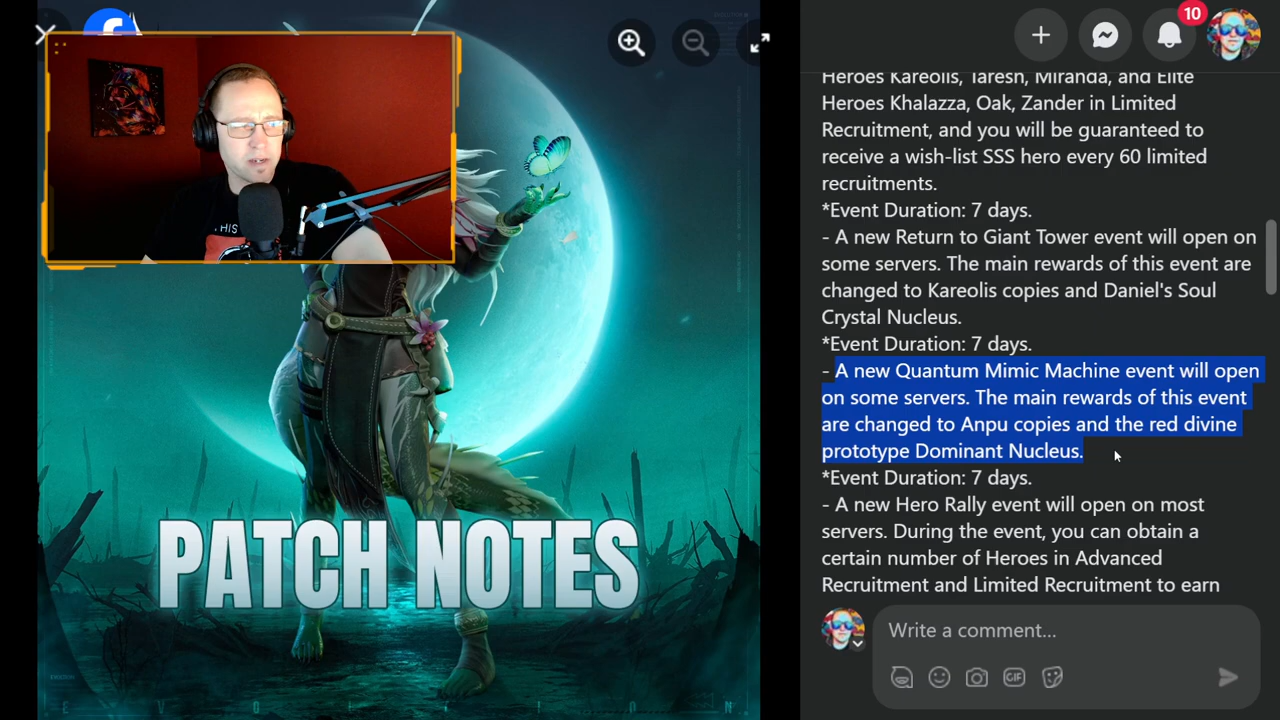 THIS
PATCH NOTES
10
Heroes Kareolis, Taresh, Miranda, and Elite
Heroes Khalazza, Oak, Zander in Limited
Recruitment, and you will be guaranteed to
receive a wish-list SSS hero every 60 limited
recruitments.
*Event Duration: 7 days.
- A new Return to Giant Tower event will open on
some servers. The main rewards of this event are
changed to Kareolis copies and Daniel's Soul
Crystal Nucleus.
*Event Duration: 7 days.
- A new Quantum Mimic Machine event will open
on some servers. The main rewards of this event
are changed to Anpu copies and the red divine
prototype Dominant Nucleus.
*Event Duration: 7 days.
- A new Hero Rally event will open on most
servers. During the event, you can obtain a
certain number of Heroes in Advanced
Recruitment and Limited Recruitment to earn
Write a comment...
GIF